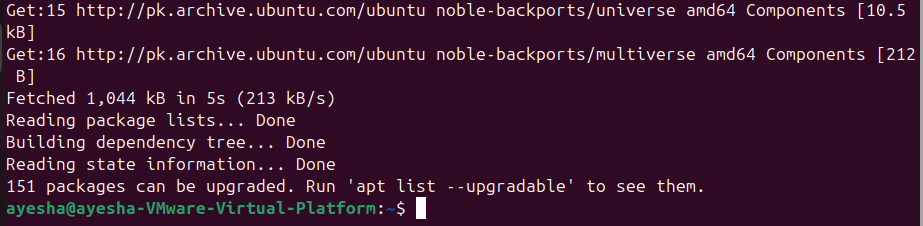 Get:15 http://pk.archive.ubuntu.com/ubuntu noble-backports/universe amd64 Components [10.5
kB]
Get:16 http://pk.archive.ubuntu.com/ubuntu noble-backports/multiverse amd64 Components [212
 B]
Fetched 1,044 kB in 5s (213 kB/s)
Reading package lists... Done
Building dependency tree... Done
Reading state information... Done
151 packages can be upgraded. Run 'apt list --upgradable' to see them.
ayesha@ayesha-VMware-Virtual-Platform:~$